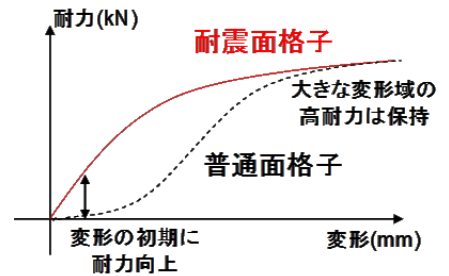 耐力(kN)
耐震面格子
大きな変形域の
高耐力は保持
普通面格子
変形の初期に
耐力向上
変形(mm)